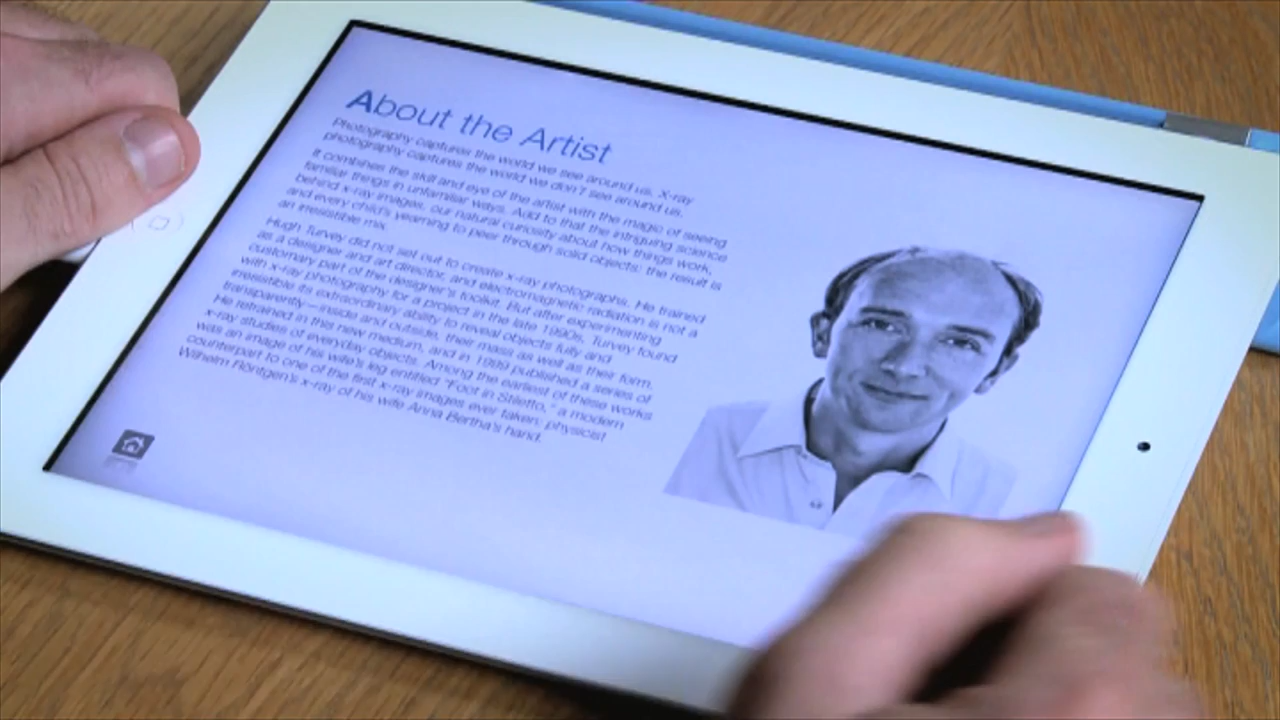 About the Artist
Photography captures the world we see around us. X-ray
photography captures the world we don't see around us.
It combines the skill and eye of the artist with the magic of seeing
familiar things in unfamiliar ways. Add to that the intriguing science
behind x-ray images, our natural curiosity about how things work,
and every child's yearning to peer through solid objects: the result is
an irresistible mix.
Hugh Turvey did not set out to create x-ray photographs. He trained
as a designer and art director, and electromagnetic radiation is not a
customary part of the designer's toolkit. But after experimenting
with x-ray photography for a project in the late 1990s, Turvey found
irresistible its extraordinary ability to reveal objects fully and
transparently—inside and outside, their mass as well as their form.
He retrained in this new medium, and in 1999 published a series of
x-ray studies of everyday objects. Among the earliest of these works
was an image of his wife's leg entitled "Foot in Stiletto," a modern
counterpart to one of the first x-ray images ever taken: physicist
Wilhelm Röntgen's x-ray of his wife Anna Bertha's hand.